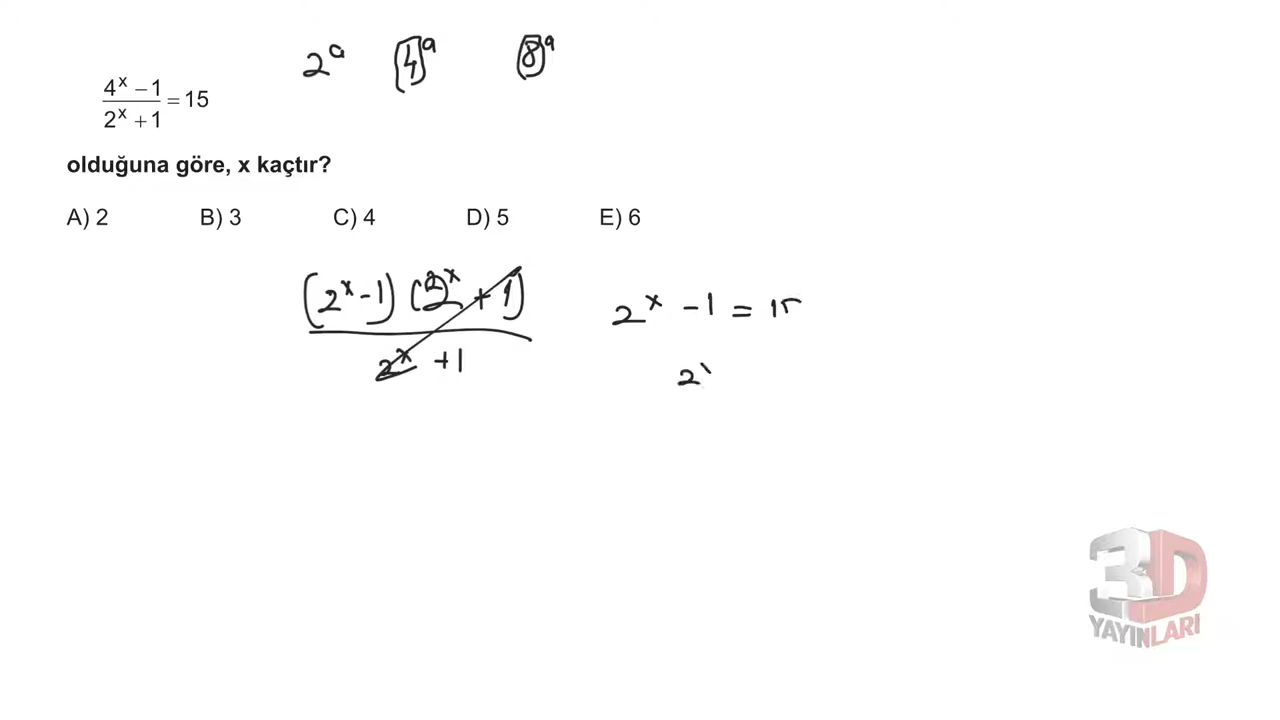 2^a (4)^a (8)^a
4^x − 1
2^x + 1
= 15
olduğuna göre, x kaçtır?
A) 2 B) 3 C) 4 D) 5 E) 6
(2^x - 1) (2^x + 1)
2^x + 1
2^x - 1 = 15
2
3D
YAYINLARI